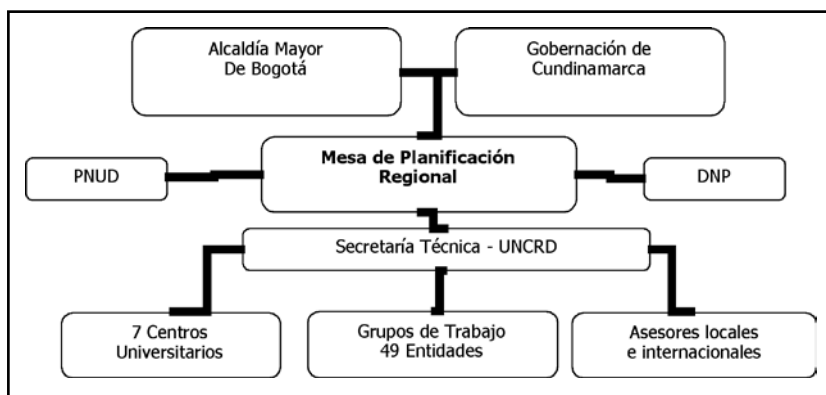 Alcaldía Mayor
De Bogotá
Gobernación de
Cundinamarca
Mesa de Planificación
Regional
PNUD
DNP
Secretaría Técnica - UNCRD
7 Centros
Universitarios
Grupos de Trabajo
49 Entidades
Asesores locales
e internacionales